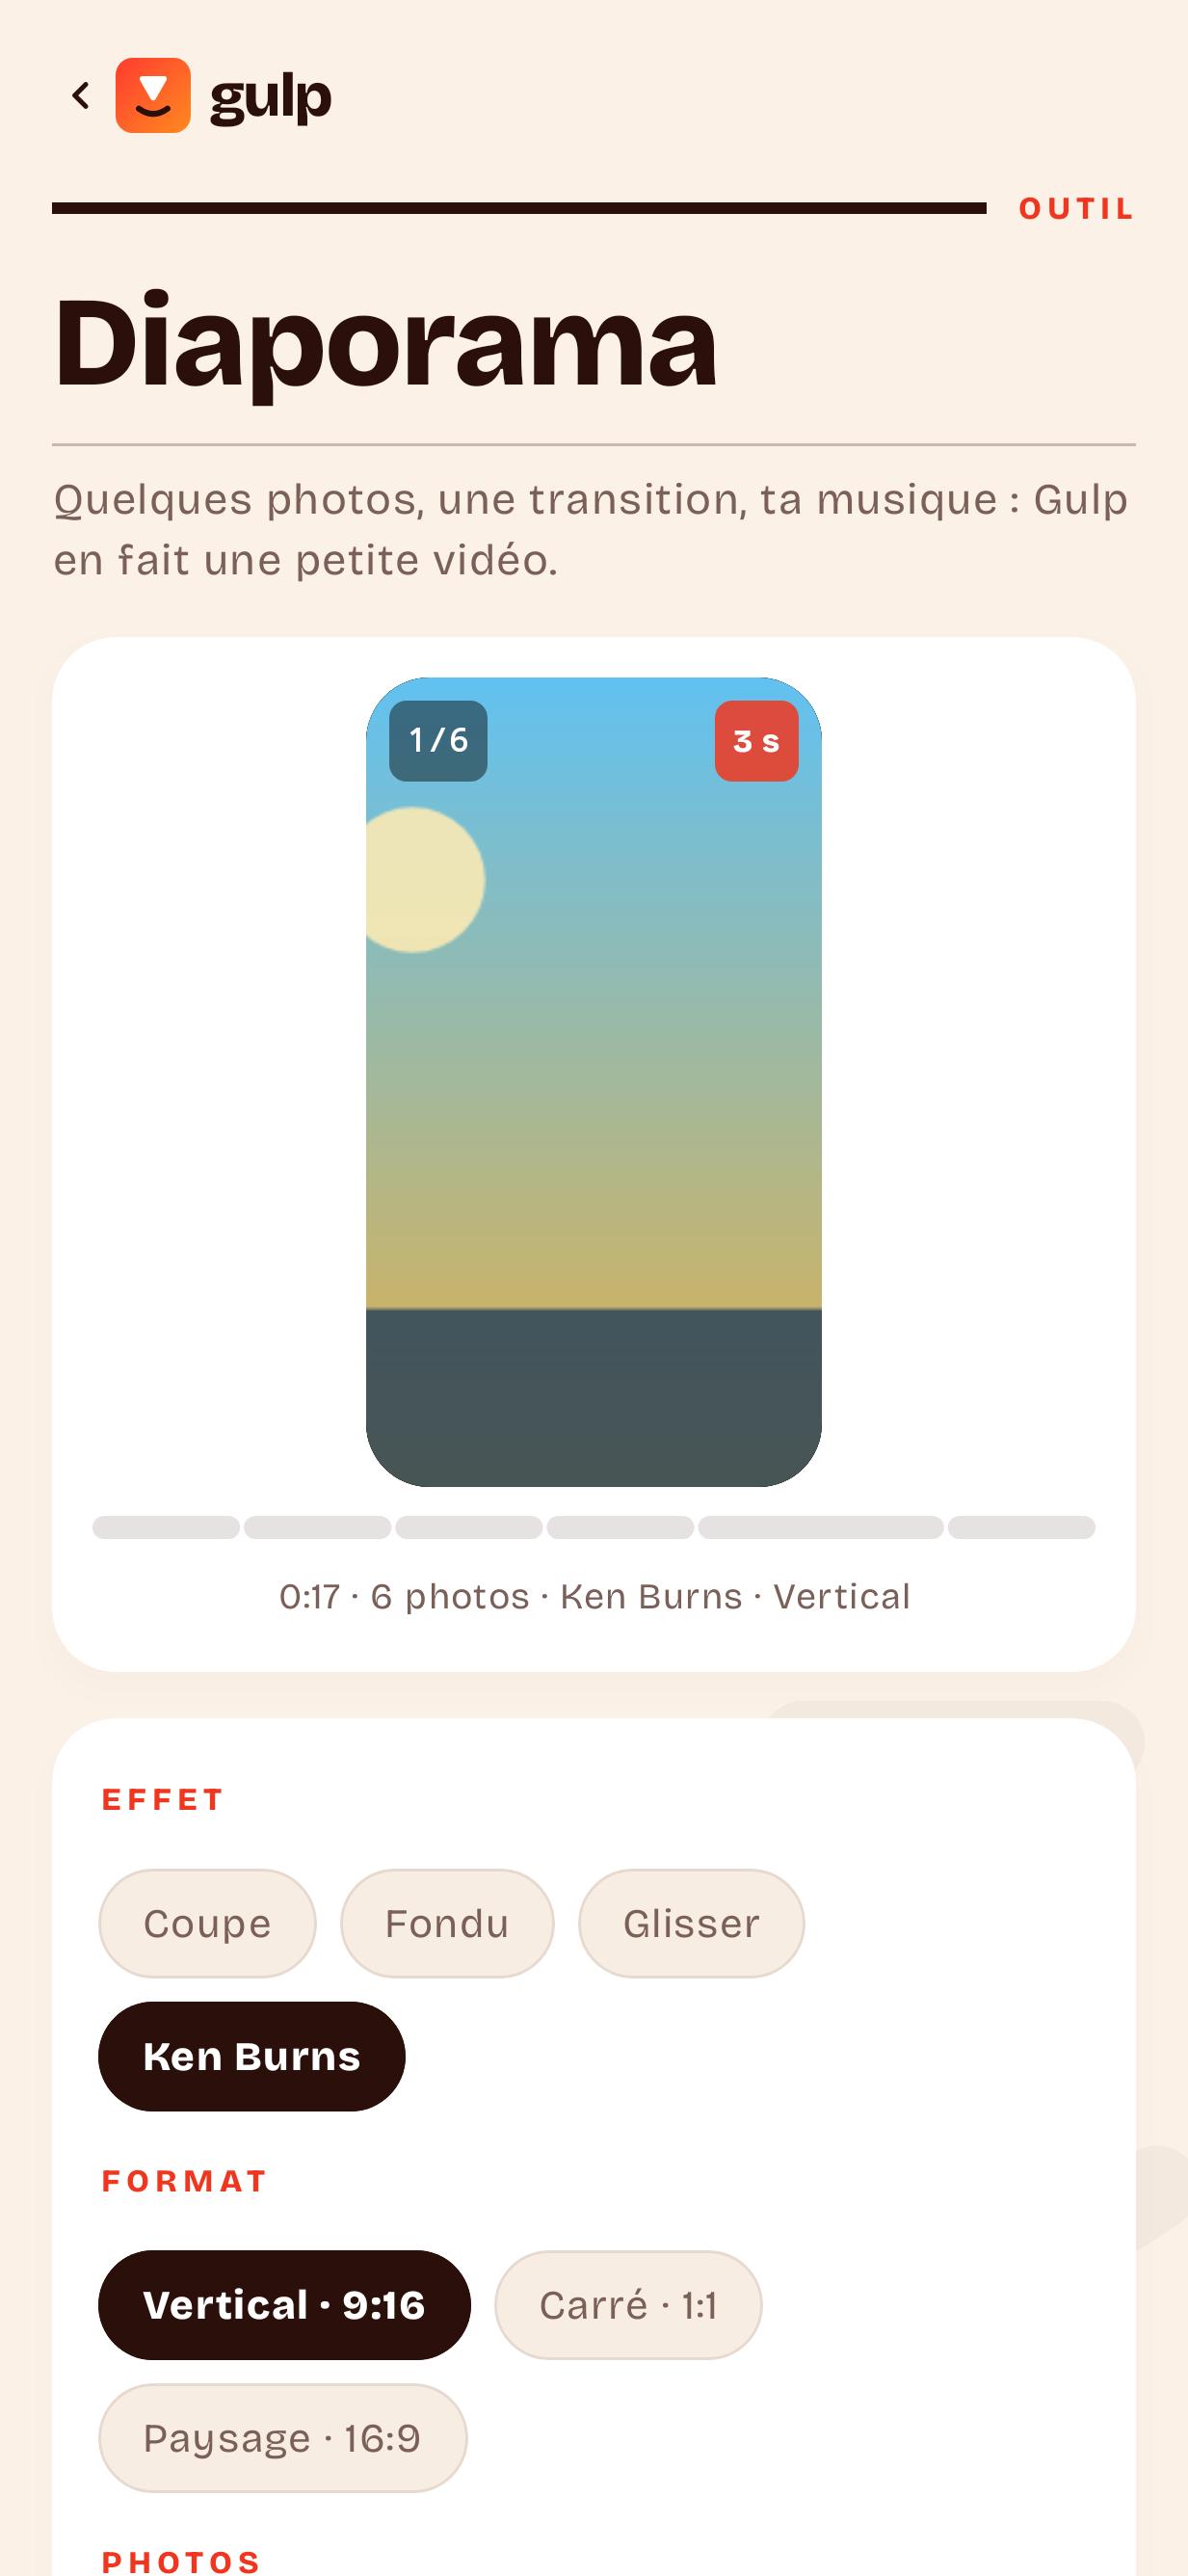 gulp
OUTIL
Diaporama
Quelques photos, une transition, ta musique : Gulp
en fait une petite vidéo.
1/6
3 s
0:17 · 6 photos · Ken Burns · Vertical
EFFET
Coupe
Fondu
Glisser
Ken Burns
FORMAT
Vertical · 9:16
Carré · 1:1
Paysage · 16:9
PHOTOS